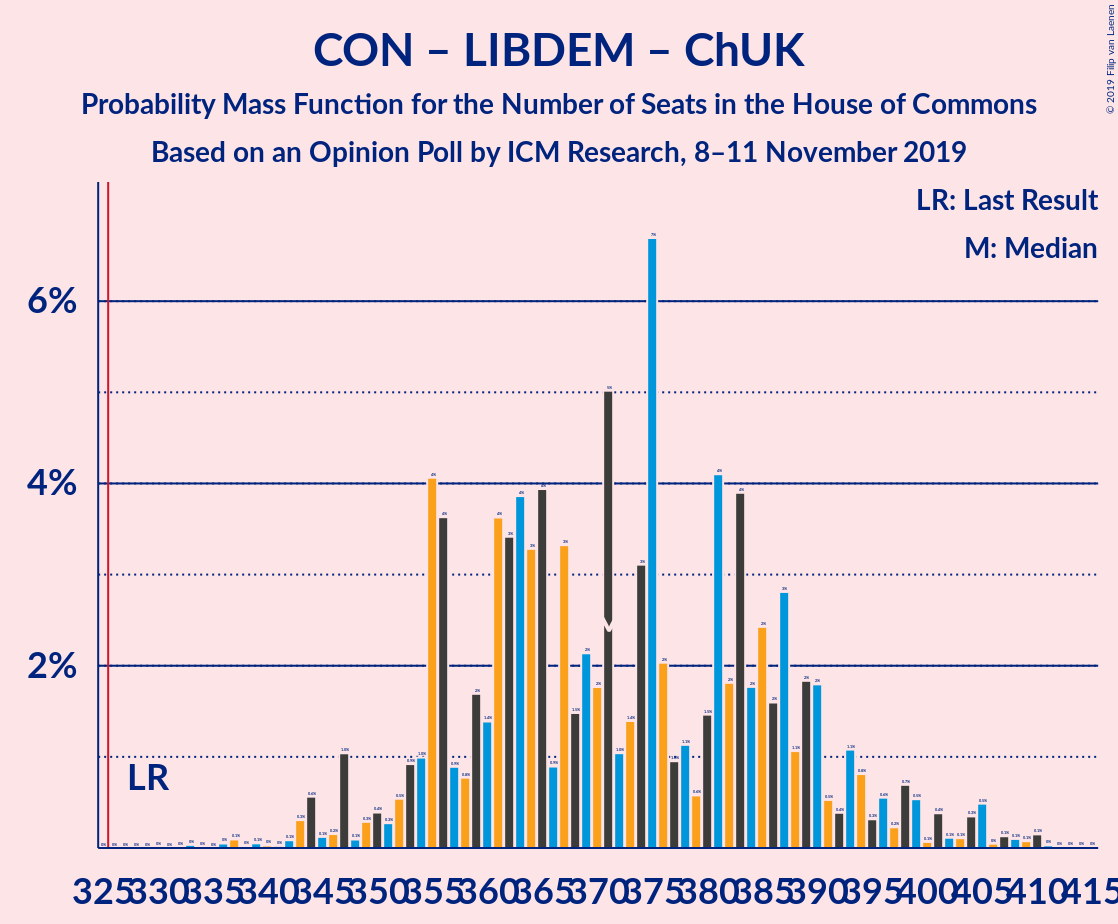 CON – LIBDEM – ChUK
Probability Mass Function for the Number of Seats in the House of Commons
Based on an Opinion Poll by ICM Research, 8–11 November 2019
© 2019 Filip van Laenen
LR: Last Result
M: Median
6%
4%
2%
LR
M
325 330 335 340 345 350 355 360 365 370 375 380 385 390 395 400 405 410 415